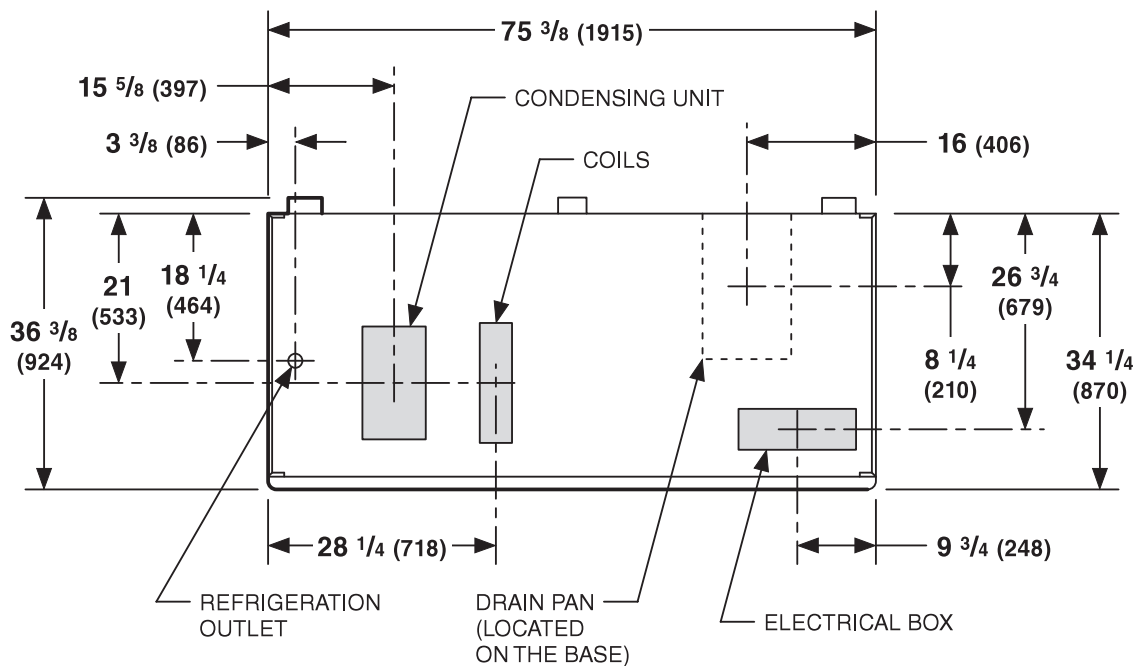 75 3/8 (1915)
15 5/8 (397)
CONDENSING UNIT
3 3/8 (86)
16 (406)
COILS
21
(533)
18 1/4
(464)
26 3/4
(679)
36 3/8
(924)
8 1/4
(210)
34 1/4
(870)
28 1/4 (718)
9 3/4 (248)
REFRIGERATION
OUTLET
DRAIN PAN
(LOCATED
ON THE BASE)
ELECTRICAL BOX